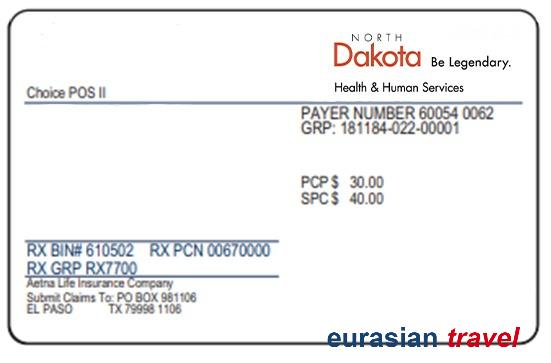 NORTH
Dakota Be Legendary.
Health & Human Services
Choice POS II
PAYER NUMBER 60054 0062
GRP: 181184-022-00001
PCP $ 30.00
SPC $ 40.00
RX BIN# 610502 RX PCN 00670000
RX GRP RX7700
Aetna Life Insurance Company
Submit Claims To: PO BOX 981106
EL PASO TX 79998 1106
eurasian travel